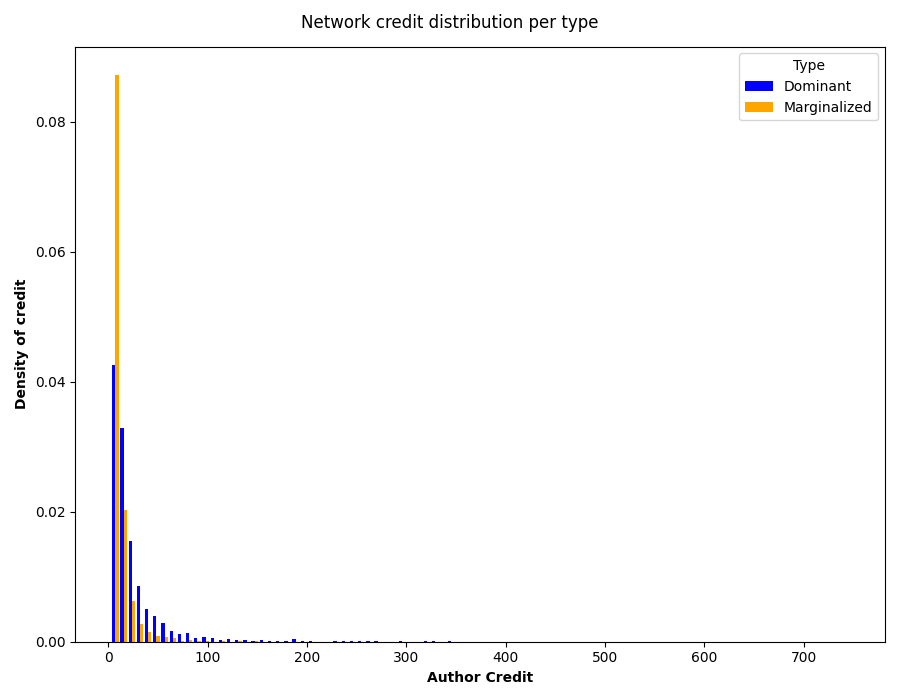 Network credit distribution per type
Type
Dominant
Marginalized
0.08
0.06
0.04
0.02
0.00
Density of credit
0 100 200 300 400 500 600 700
Author Credit